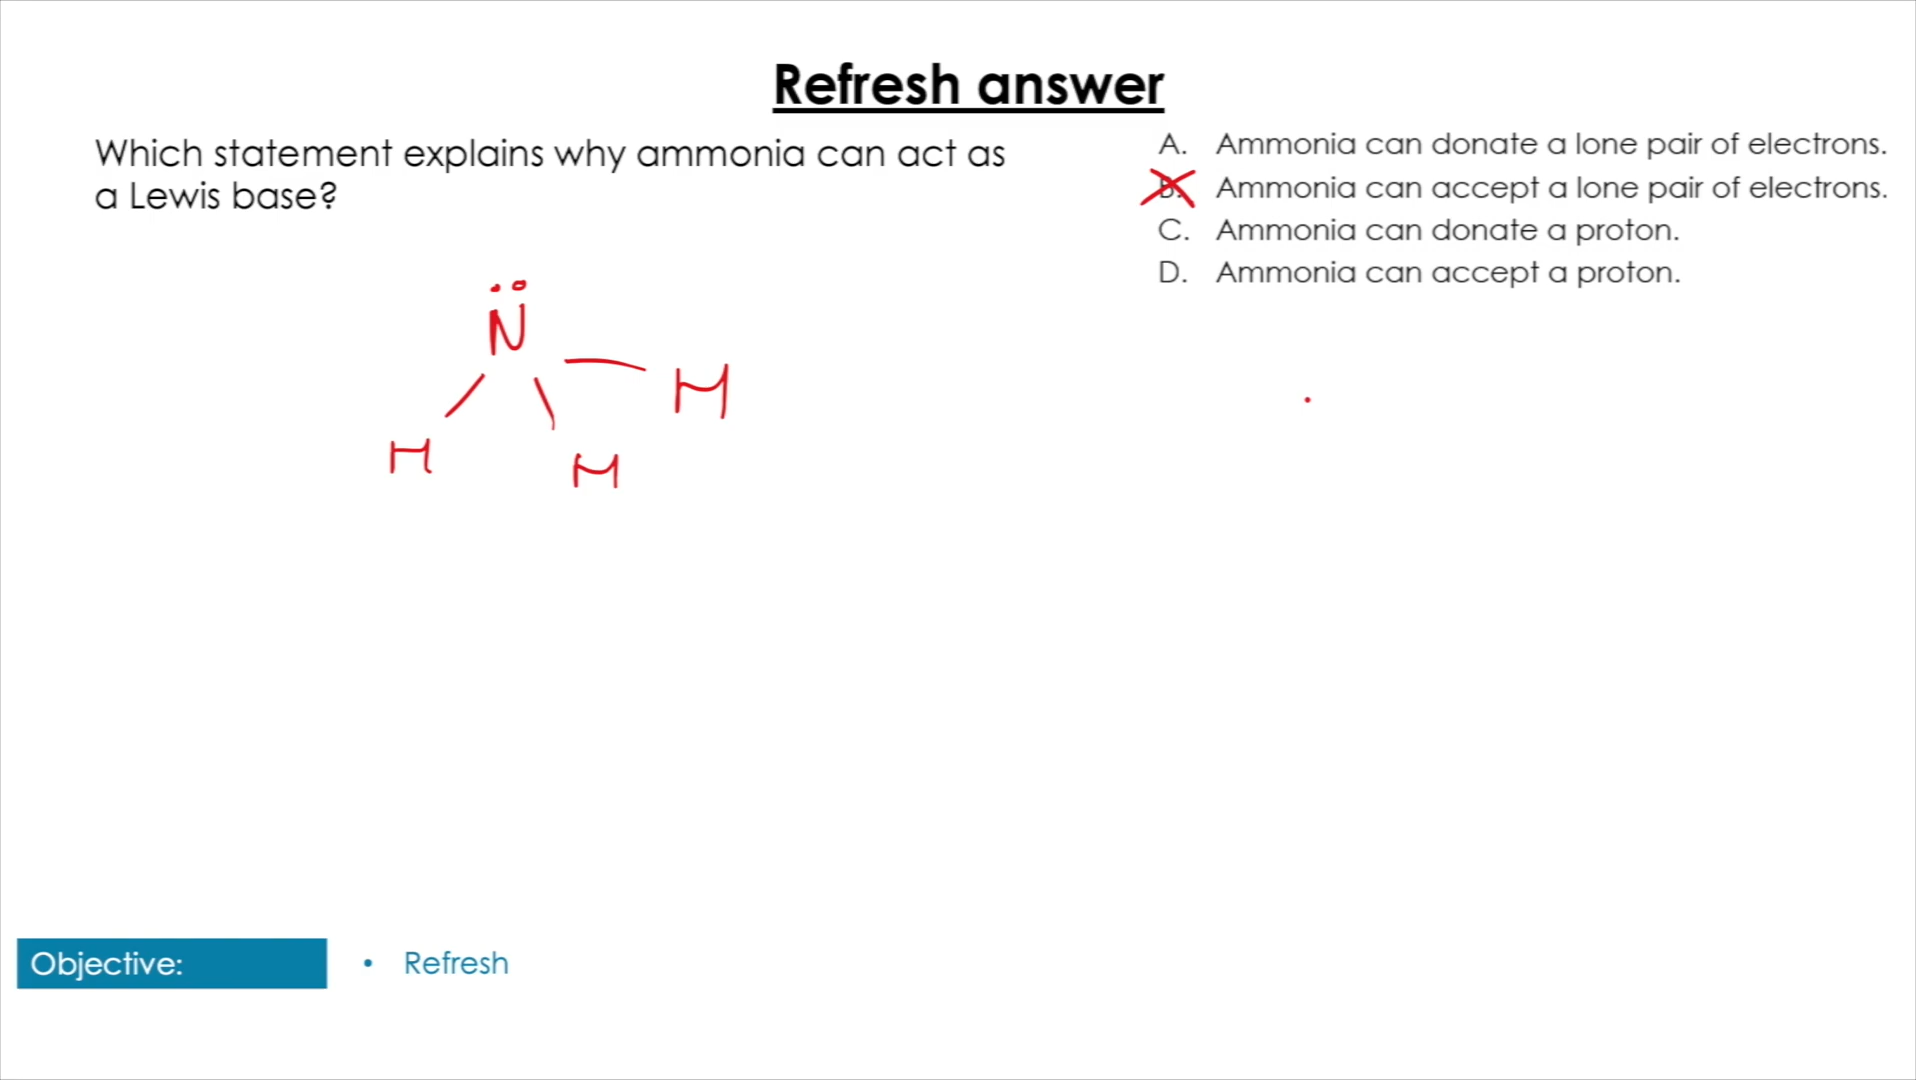 Refresh answer
Which statement explains why ammonia can act as
a Lewis base?
A. Ammonia can donate a lone pair of electrons.
B. Ammonia can accept a lone pair of electrons.
C. Ammonia can donate a proton.
D. Ammonia can accept a proton.
N
H
H
H
Objective:
• Refresh